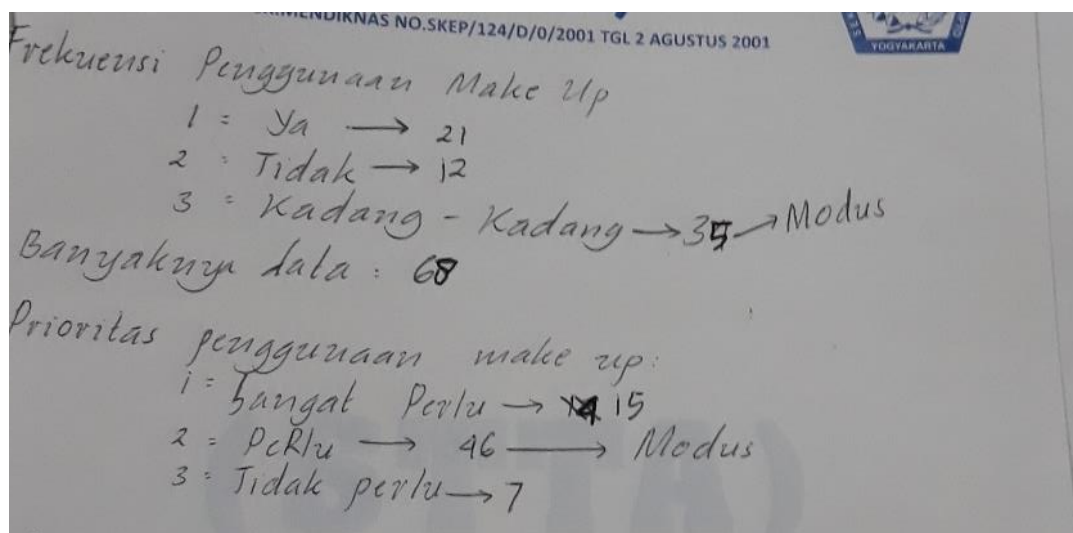 NO.SKEP/124/D/0/2001 TGL 2 AGUSTUS 2001
YOGYAKARTA
Frekuensi Penggunaan Make Up
1 = Ya → 21
2 = Tidak → 12
3 = Kadang - Kadang → 35 → Modus
Banyaknya data : 68
Prioritas penggunaan make up :
1 = Sangat Perlu → 15
2 = PeRlu → 46 → Modus
3 = Tidak perlu → 7
(STTA)